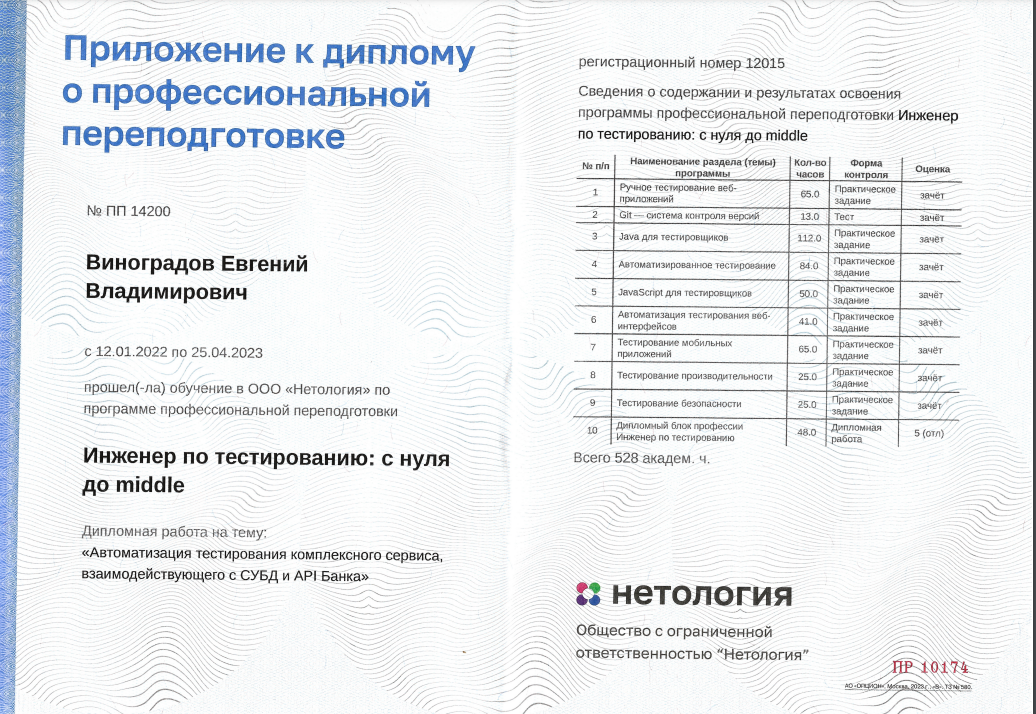 Приложение к диплому
о профессиональной
переподготовке
№ ПП 14200
Виноградов Евгений
Владимирович
с 12.01.2022 по 25.04.2023
прошел(-ла) обучение в ООО «Нетология» по
программе профессиональной переподготовки
Инженер по тестированию: с нуля
до middle
Дипломная работа на тему:
«Автоматизация тестирования комплексного сервиса,
взаимодействующего с СУБД и API Банка»
регистрационный номер 12015
Сведения о содержании и результатах освоения
программы профессиональной переподготовки Инженер
по тестированию: с нуля до middle
№ п/п Наименование раздела (темы) программы Кол-во часов Форма контроля Оценка
1 Ручное тестирование веб-приложений 65.0 Практическое задание зачёт
2 Git — система контроля версий 13.0 Тест зачёт
3 Java для тестировщиков 112.0 Практическое задание зачёт
4 Автоматизированное тестирование 84.0 Практическое задание зачёт
5 JavaScript для тестировщиков 50.0 Практическое задание зачёт
6 Автоматизация тестирования веб-интерфейсов 41.0 Практическое задание зачёт
7 Тестирование мобильных приложений 65.0 Практическое задание зачёт
8 Тестирование производительности 25.0 Практическое задание зачёт
9 Тестирование безопасности 25.0 Практическое задание зачёт
10 Дипломный блок профессии Инженер по тестированию 48.0 Дипломная работа 5 (отл)
Всего 528 академ. ч.
нетология
Общество с ограниченной
ответственностью "Нетология"
ПР 10174
АО «ОПЦИОН», Москва, 2023 г., «В». ТЗ № 560.